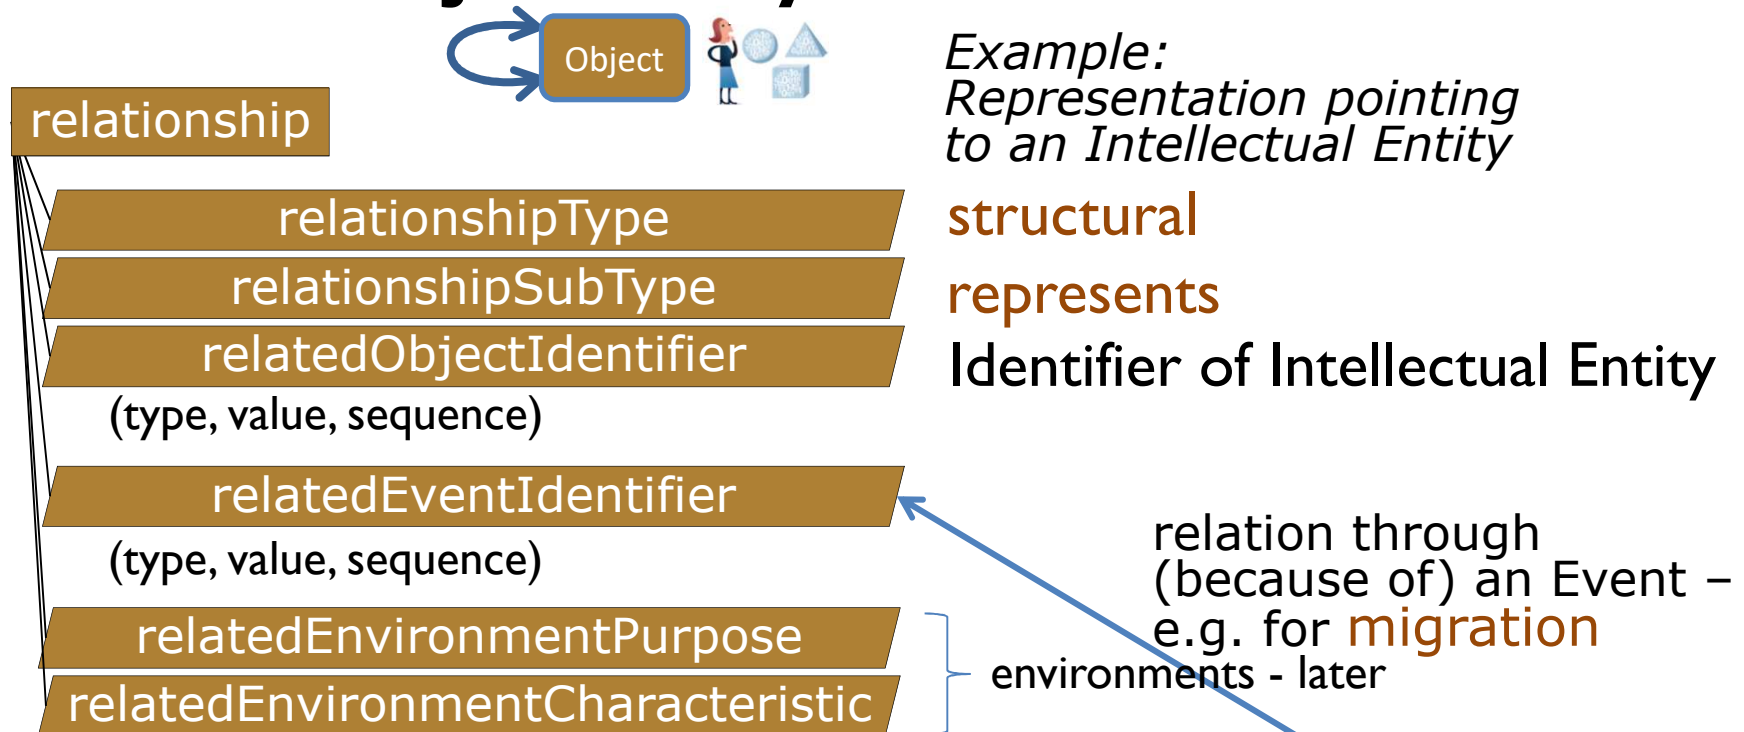 Object
Example:
Representation pointing
to an Intellectual Entity
relationship
relationshipType
structural
relationshipSubType
represents
relatedObjectIdentifier
Identifier of Intellectual Entity
(type, value, sequence)
relatedEventIdentifier
(type, value, sequence)
relation through
(because of) an Event –
e.g. for migration
relatedEnvironmentPurpose
environments - later
relatedEnvironmentCharacteristic